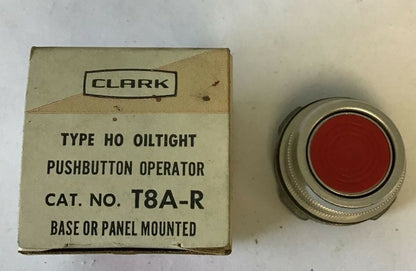 CLARK
TYPE HO OILTIGHT
PUSHBUTTON OPERATOR
CAT. NO. T8A-R
BASE OR PANEL MOUNTED